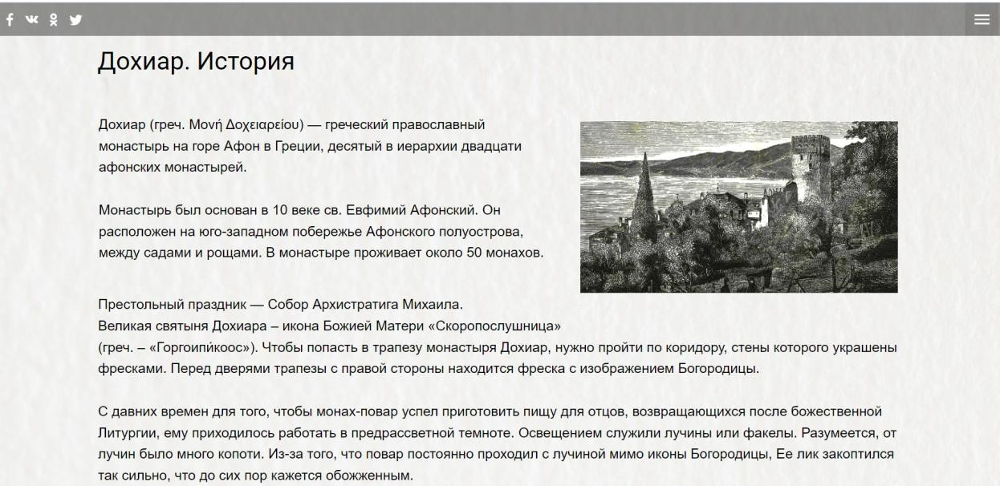 Дохиар. История
Дохиар (греч. Μονή Δοχειαρείου) — греческий православный
монастырь на горе Афон в Греции, десятый в иерархии двадцати
афонских монастырей.
Монастырь был основан в 10 веке св. Евфимий Афонский. Он
расположен на юго-западном побережье Афонского полуострова,
между садами и рощами. В монастыре проживает около 50 монахов.
Престольный праздник — Собор Архистратига Михаила.
Великая святыня Дохиара – икона Божией Матери «Скоропослушница»
(греч. – «Горгоипи́коос»). Чтобы попасть в трапезу монастыря Дохиар, нужно пройти по коридору, стены которого украшены
фресками. Перед дверями трапезы с правой стороны находится фреска с изображением Богородицы.
С давних времен для того, чтобы монах-повар успел приготовить пищу для отцов, возвращающихся после божественной
Литургии, ему приходилось работать в предрассветной темноте. Освещением служили лучины или факелы. Разумеется, от
лучин было много копоти. Из-за того, что повар постоянно проходил с лучиной мимо иконы Богородицы, Ее лик закоптился
так сильно, что до сих пор кажется обожженным.